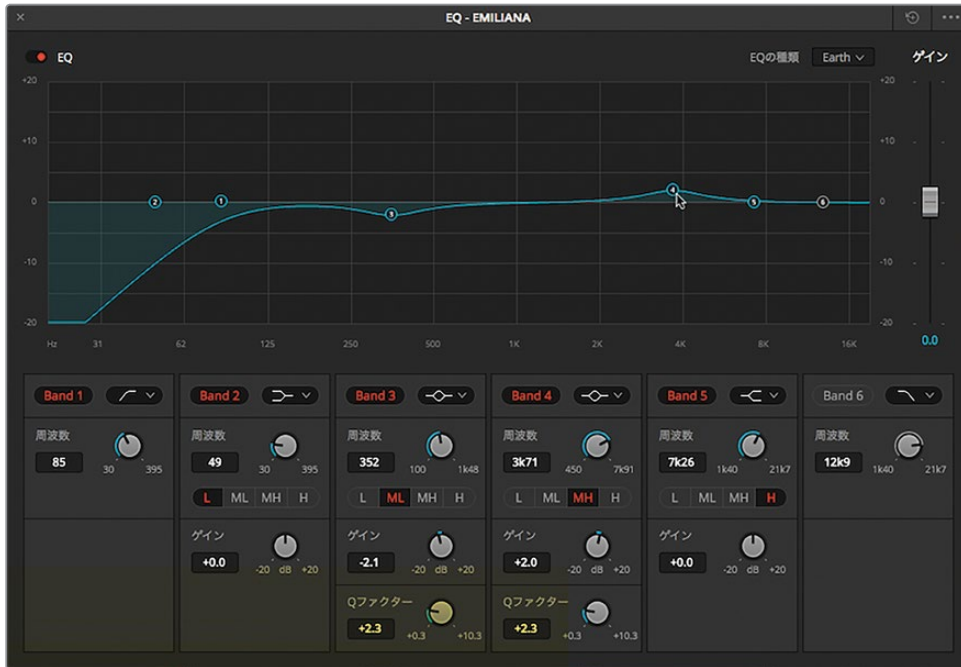 EQ - EMILIANA
EQ EQの種類 Earth ゲイン
+20 +20
+10 +10
0 0
-10 -10
-20 -20
Hz 31 62 125 250 500 1K 2K 4K 8K 16K 0.0
2 1 3 4 5 6
Band 1 Band 2 Band 3 Band 4 Band 5 Band 6
周波数 周波数 周波数 周波数 周波数 周波数
85 30 395 49 30 395 352 100 1k48 3k71 450 7k91 7k26 1k40 21k7 12k9 1k40 21k7
L ML MH H L ML MH H L ML MH H L ML MH H
ゲイン ゲイン ゲイン ゲイン
+0.0 -20 dB +20 -2.1 -20 dB +20 +2.0 -20 dB +20 +0.0 -20 dB +20
Qファクター Qファクター
+2.3 +0.3 +10.3 +2.3 +0.3 +10.3